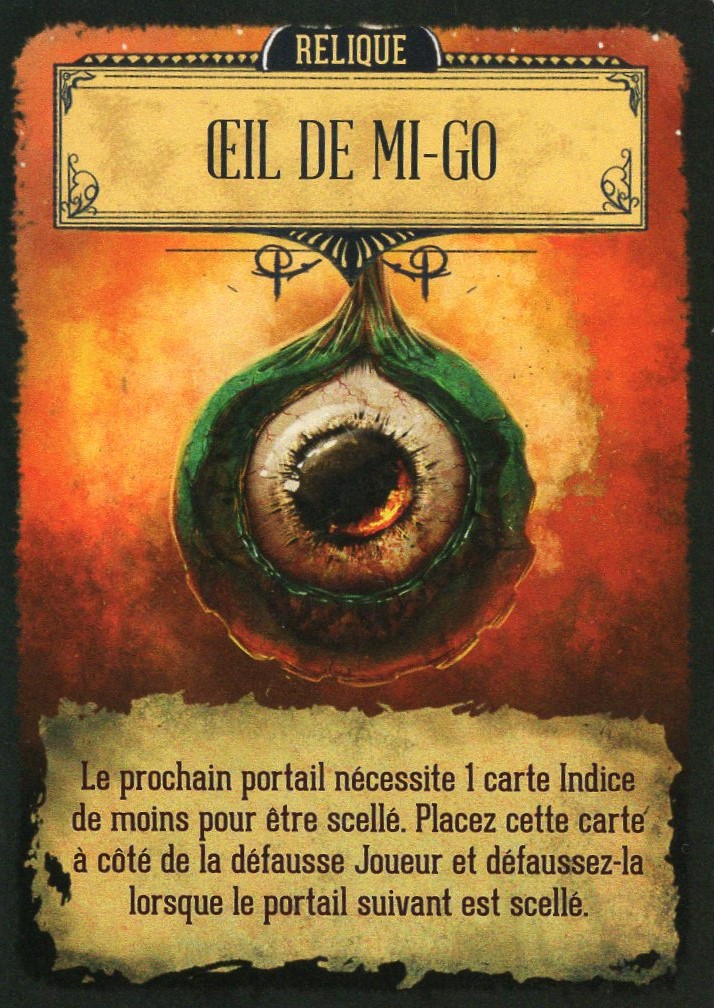 RELIQUE
ŒIL DE MI-GO
Le prochain portail nécessite 1 carte Indice
de moins pour être scellé. Placez cette carte
à côté de la défausse Joueur et défaussez-la
lorsque le portail suivant est scellé.